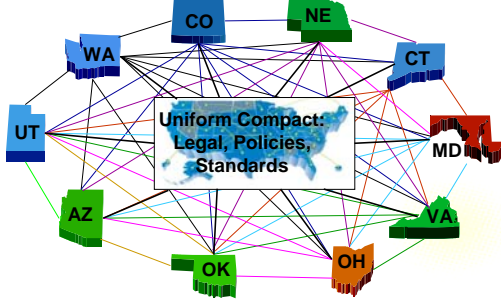 CO
NE
WA
CT
Uniform Compact:
Legal, Policies,
Standards
UT
MD
AZ
VA
OK
OH